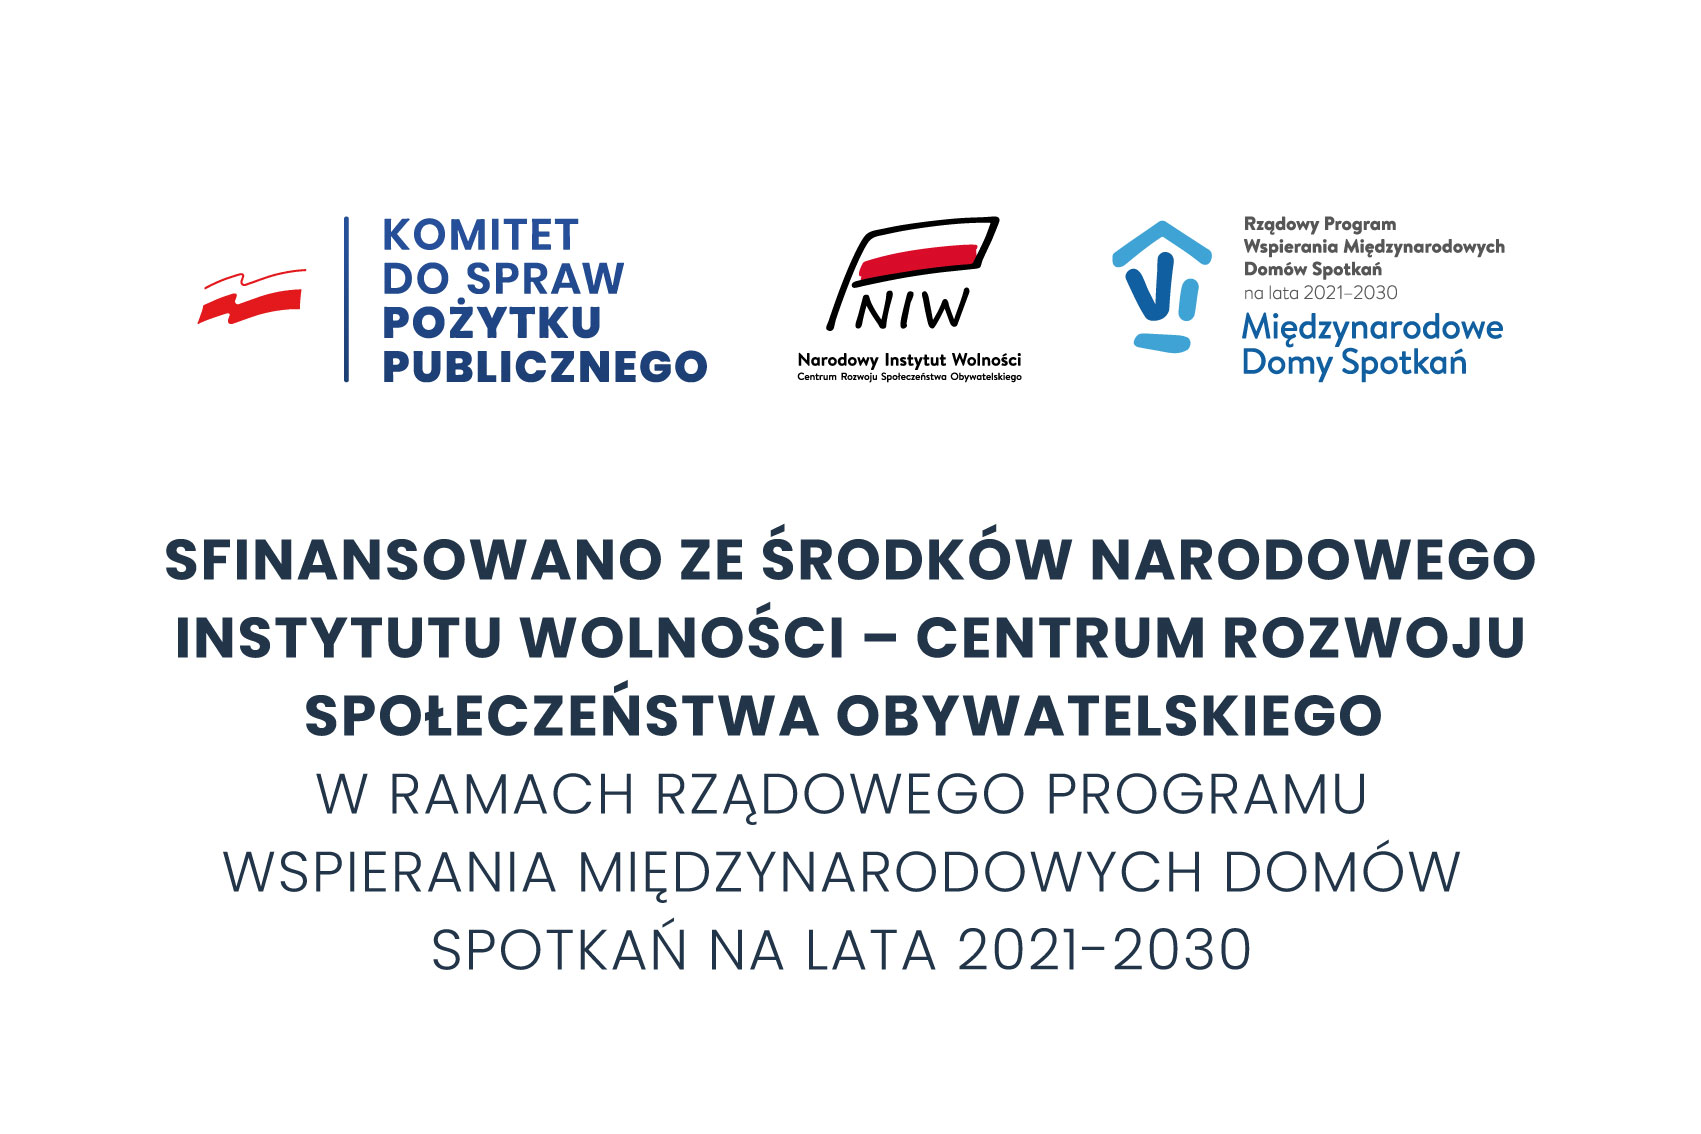 KOMITET
DO SPRAW
POŻYTKU
PUBLICZNEGO
NIW
Narodowy Instytut Wolności
Centrum Rozwoju Społeczeństwa Obywatelskiego
Rządowy Program
Wspierania Międzynarodowych
Domów Spotkań
na lata 2021–2030
Międzynarodowe
Domy Spotkań
SFINANSOWANO ZE ŚRODKÓW NARODOWEGO
INSTYTUTU WOLNOŚCI – CENTRUM ROZWOJU
SPOŁECZEŃSTWA OBYWATELSKIEGO
W RAMACH RZĄDOWEGO PROGRAMU
WSPIERANIA MIĘDZYNARODOWYCH DOMÓW
SPOTKAŃ NA LATA 2021-2030